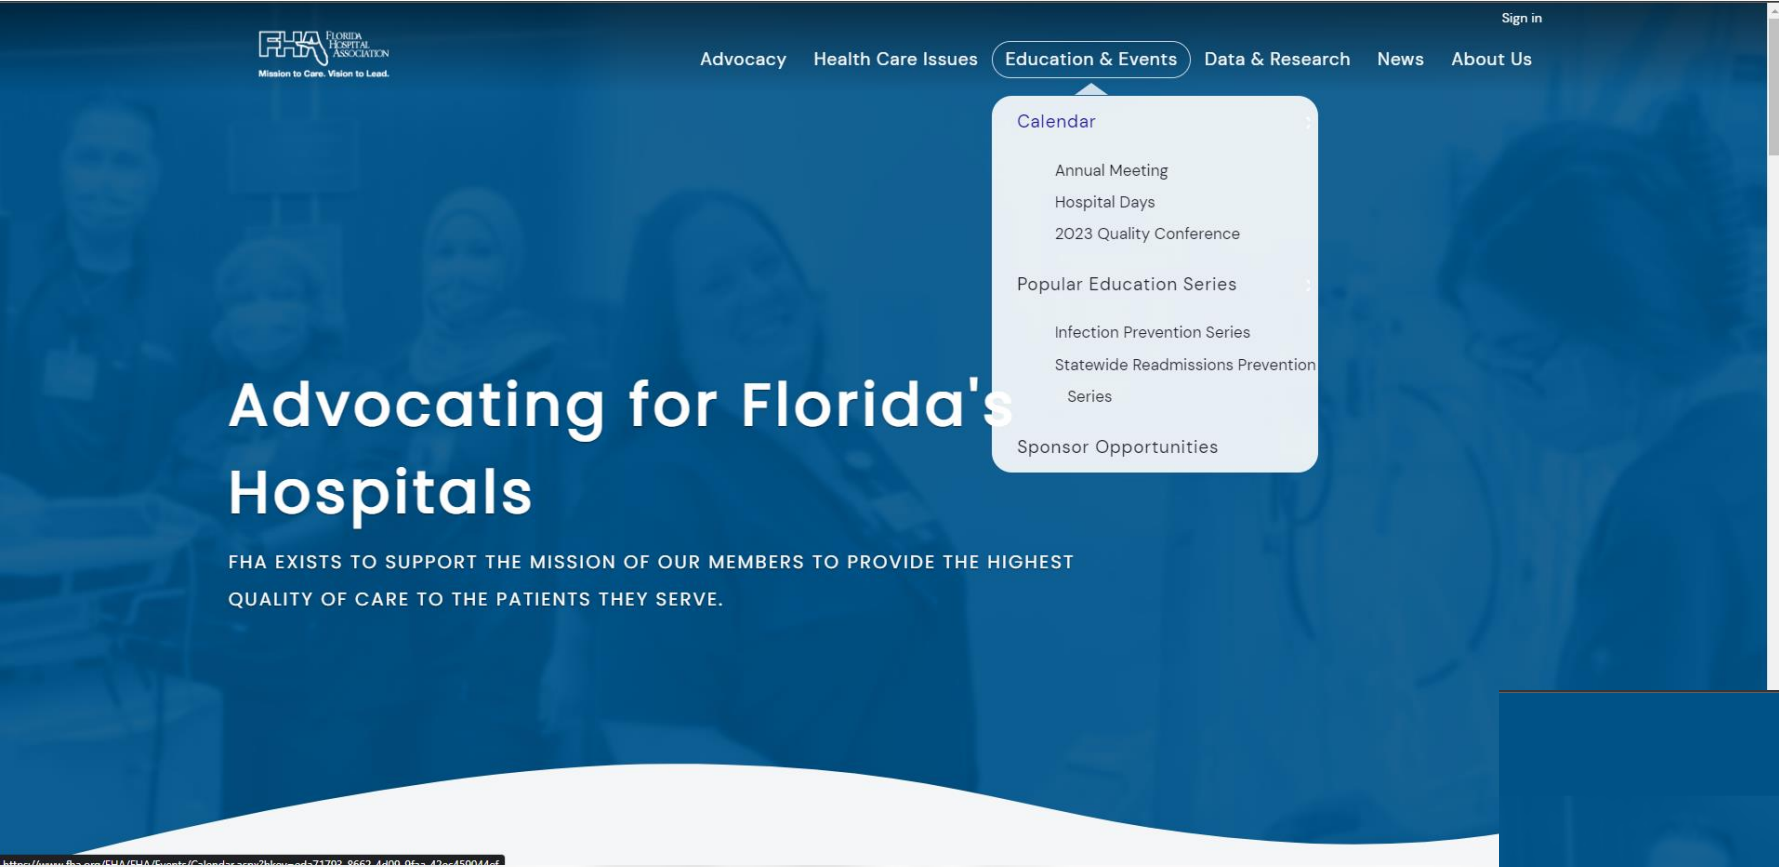 Sign in
FHA FLORIDA
HOSPITAL
ASSOCIATION
Mission to Care. Vision to Lead.
Advocacy Health Care Issues Education & Events Data & Research News About Us
Calendar
Annual Meeting
Hospital Days
2023 Quality Conference
Popular Education Series
Infection Prevention Series
Statewide Readmissions Prevention
Series
Sponsor Opportunities
Advocating for Florida's
Hospitals
FHA EXISTS TO SUPPORT THE MISSION OF OUR MEMBERS TO PROVIDE THE HIGHEST
QUALITY OF CARE TO THE PATIENTS THEY SERVE.